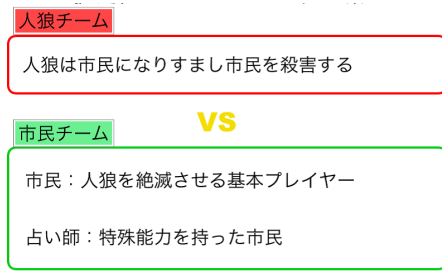 人狼チーム
人狼は市民になりすまし市民を殺害する
VS
市民チーム
市民：人狼を絶滅させる基本プレイヤー
占い師：特殊能力を持った市民